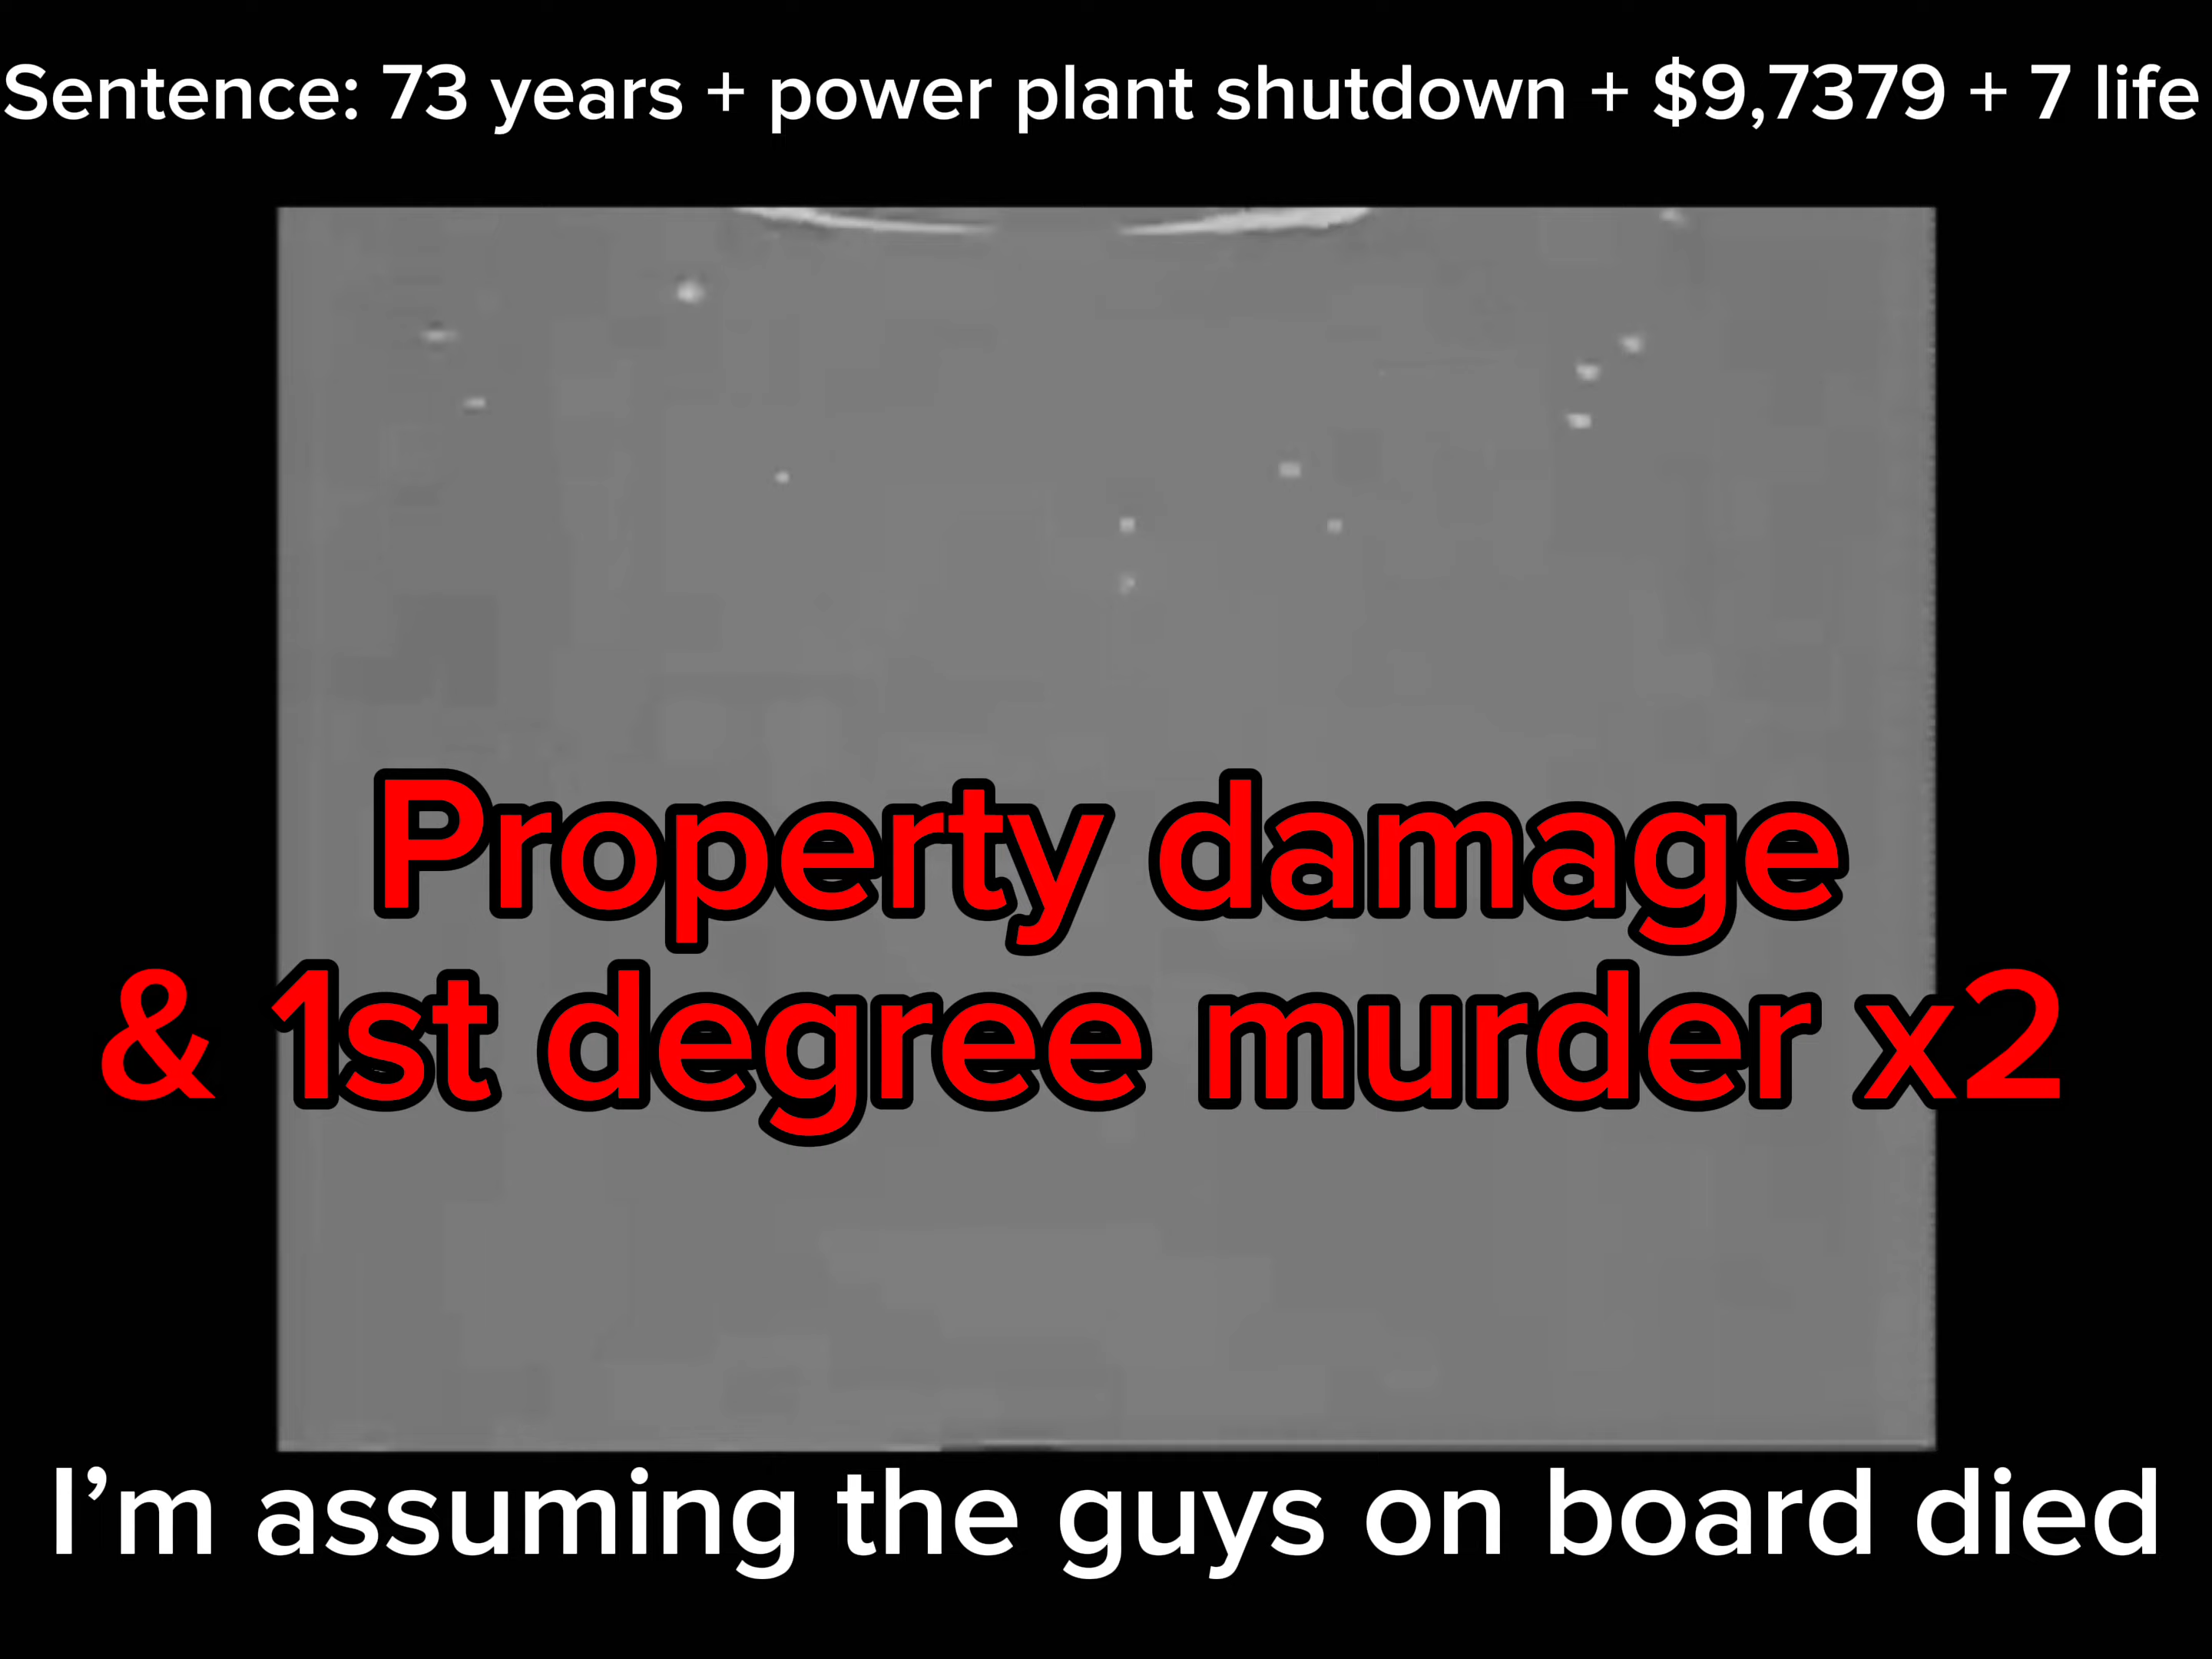 Sentence: 73 years + power plant shutdown + $9,7379 + 7 life
Property damage
& 1st degree murder x2
I’m assuming the guys on board died